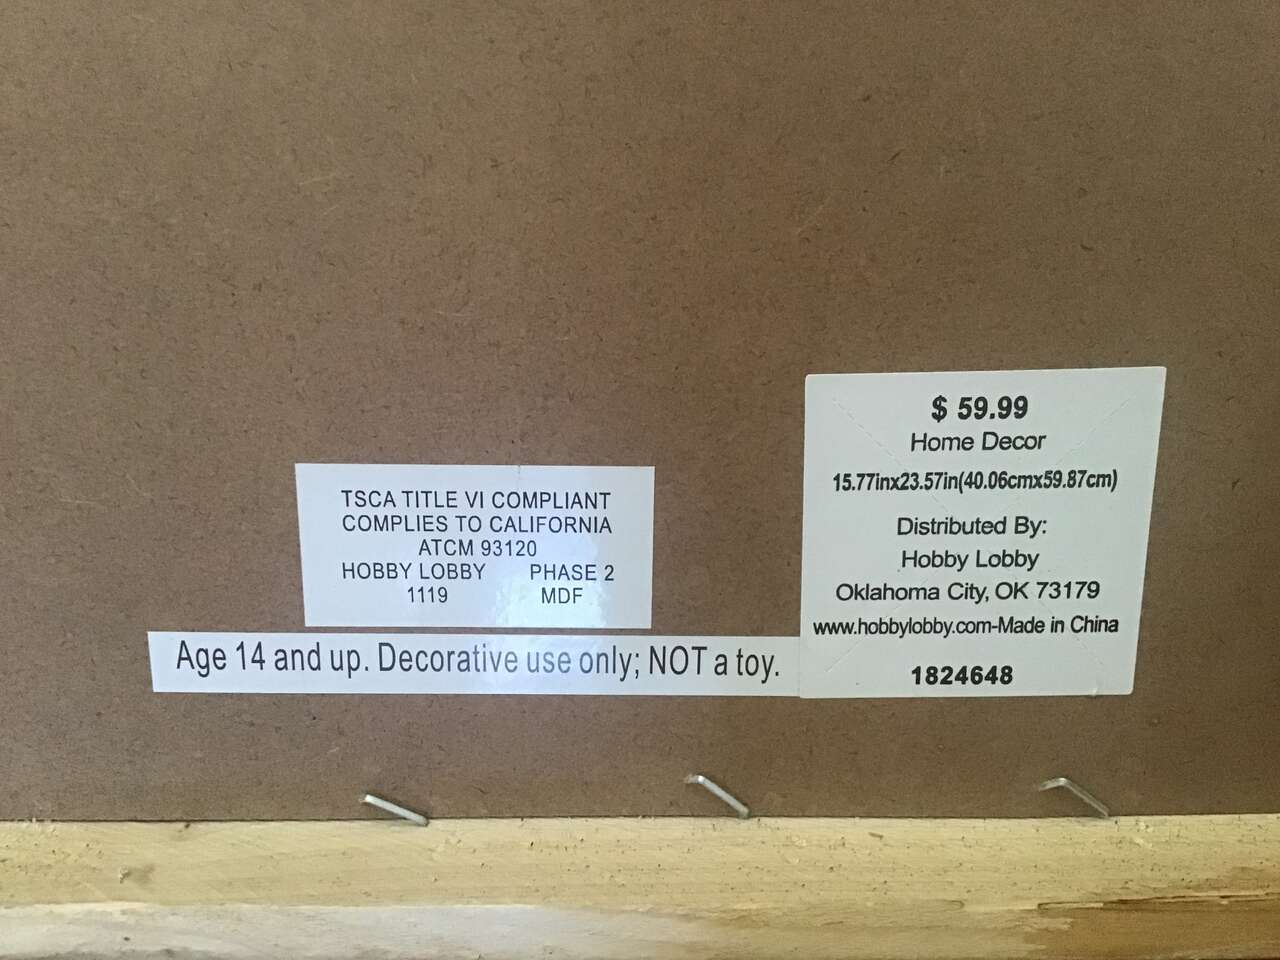 TSCA TITLE VI COMPLIANT
COMPLIES TO CALIFORNIA
ATCM 93120
HOBBY LOBBY PHASE 2
1119 MDF
Age 14 and up. Decorative use only; NOT a toy.
$ 59.99
Home Decor
15.77inx23.57in(40.06cmx59.87cm)
Distributed By:
Hobby Lobby
Oklahoma City, OK 73179
www.hobbylobby.com-Made in China
1824648